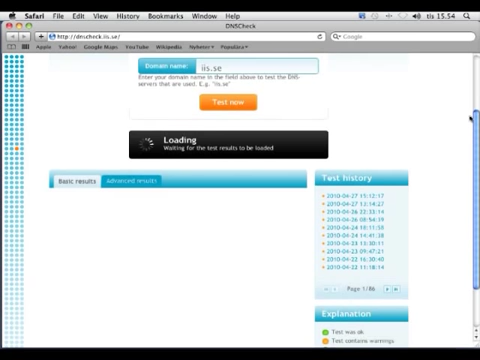 Safari File Edit View History Bookmarks Window Help tis 15.54
DNSCheck
http://dnscheck.iis.se/ Google
Apple Yahoo! Google Maps YouTube Wikipedia Nyheter Populära
Domain name: iis.se
Enter your domain name in the field above to test the DNS-
servers that are used. E.g. "iis.se"
Test now
Loading
Waiting for the test results to be loaded
Basic results Advanced results
Test history
2010-04-27 15:12:17
2010-04-27 13:14:27
2010-04-26 22:33:14
2010-04-26 08:54:39
2010-04-24 18:11:55
2010-04-24 14:41:38
2010-04-23 13:30:11
2010-04-23 09:47:21
2010-04-22 16:30:40
2010-04-22 11:18:14
Page 1/86
Explanation
Test was ok
Test contains warnings